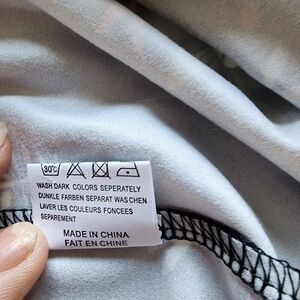 30℃
WASH DARK COLORS SEPERATELY
DUNKLE FARBEN SEPARAT WASCHEN
LAVER LES COULEURS FONCEES
SEPAREMENT
MADE IN CHINA
FAIT EN CHINE